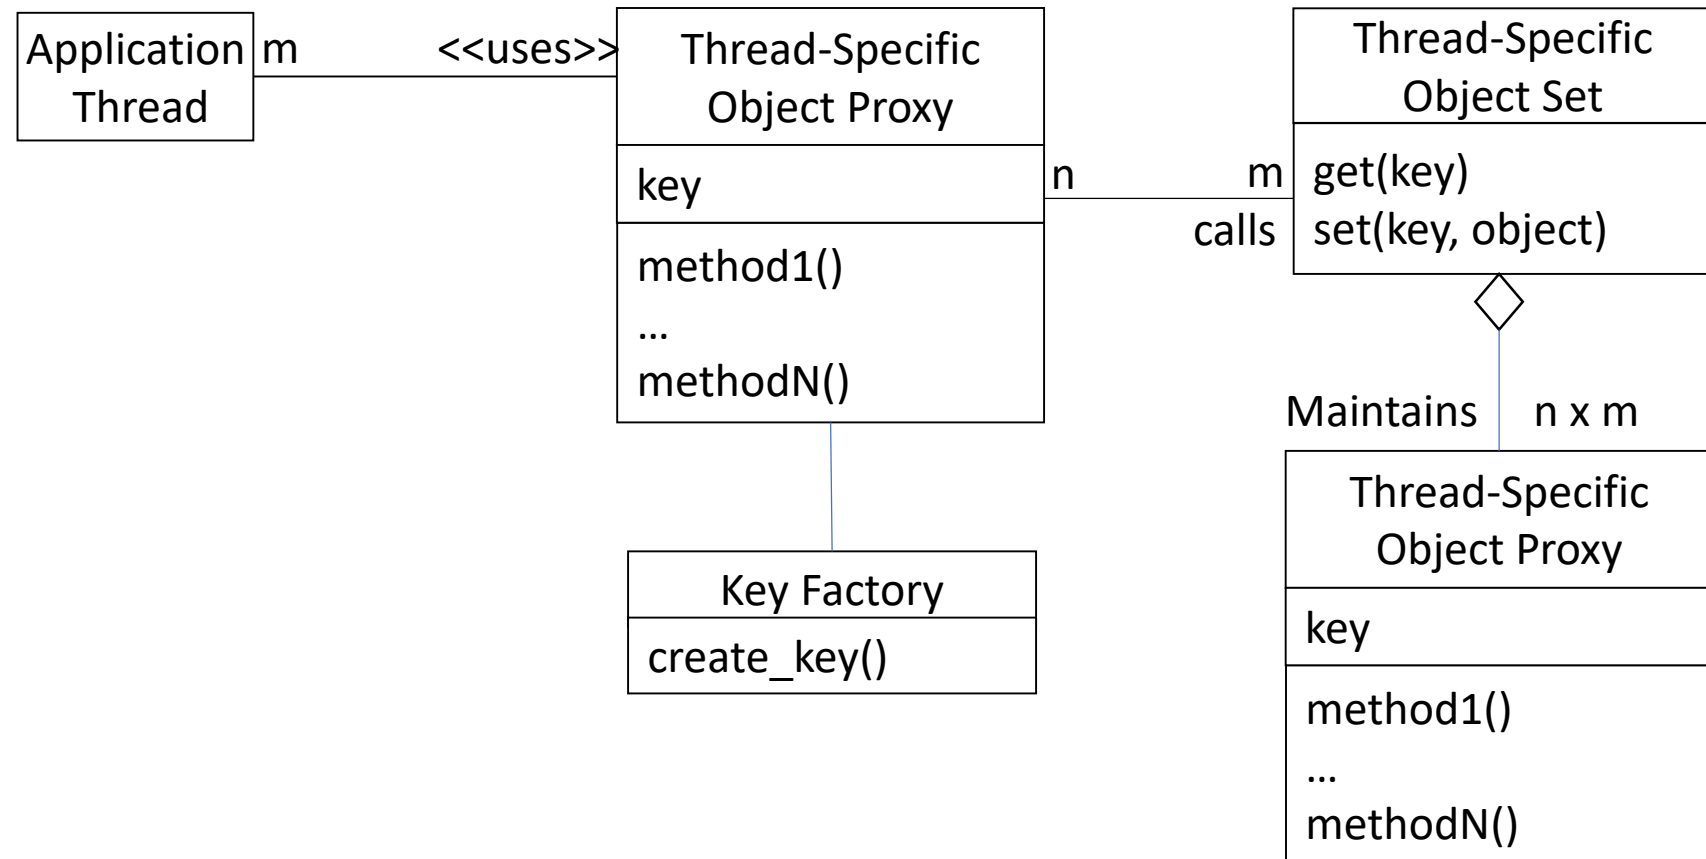 Application
Thread
m
<<uses>>
Thread-Specific
Object Proxy
key
method1()
...
methodN()
n
m
calls
Thread-Specific
Object Set
get(key)
set(key, object)
Maintains
n x m
Key Factory
create_key()
Thread-Specific
Object Proxy
key
method1()
...
methodN()